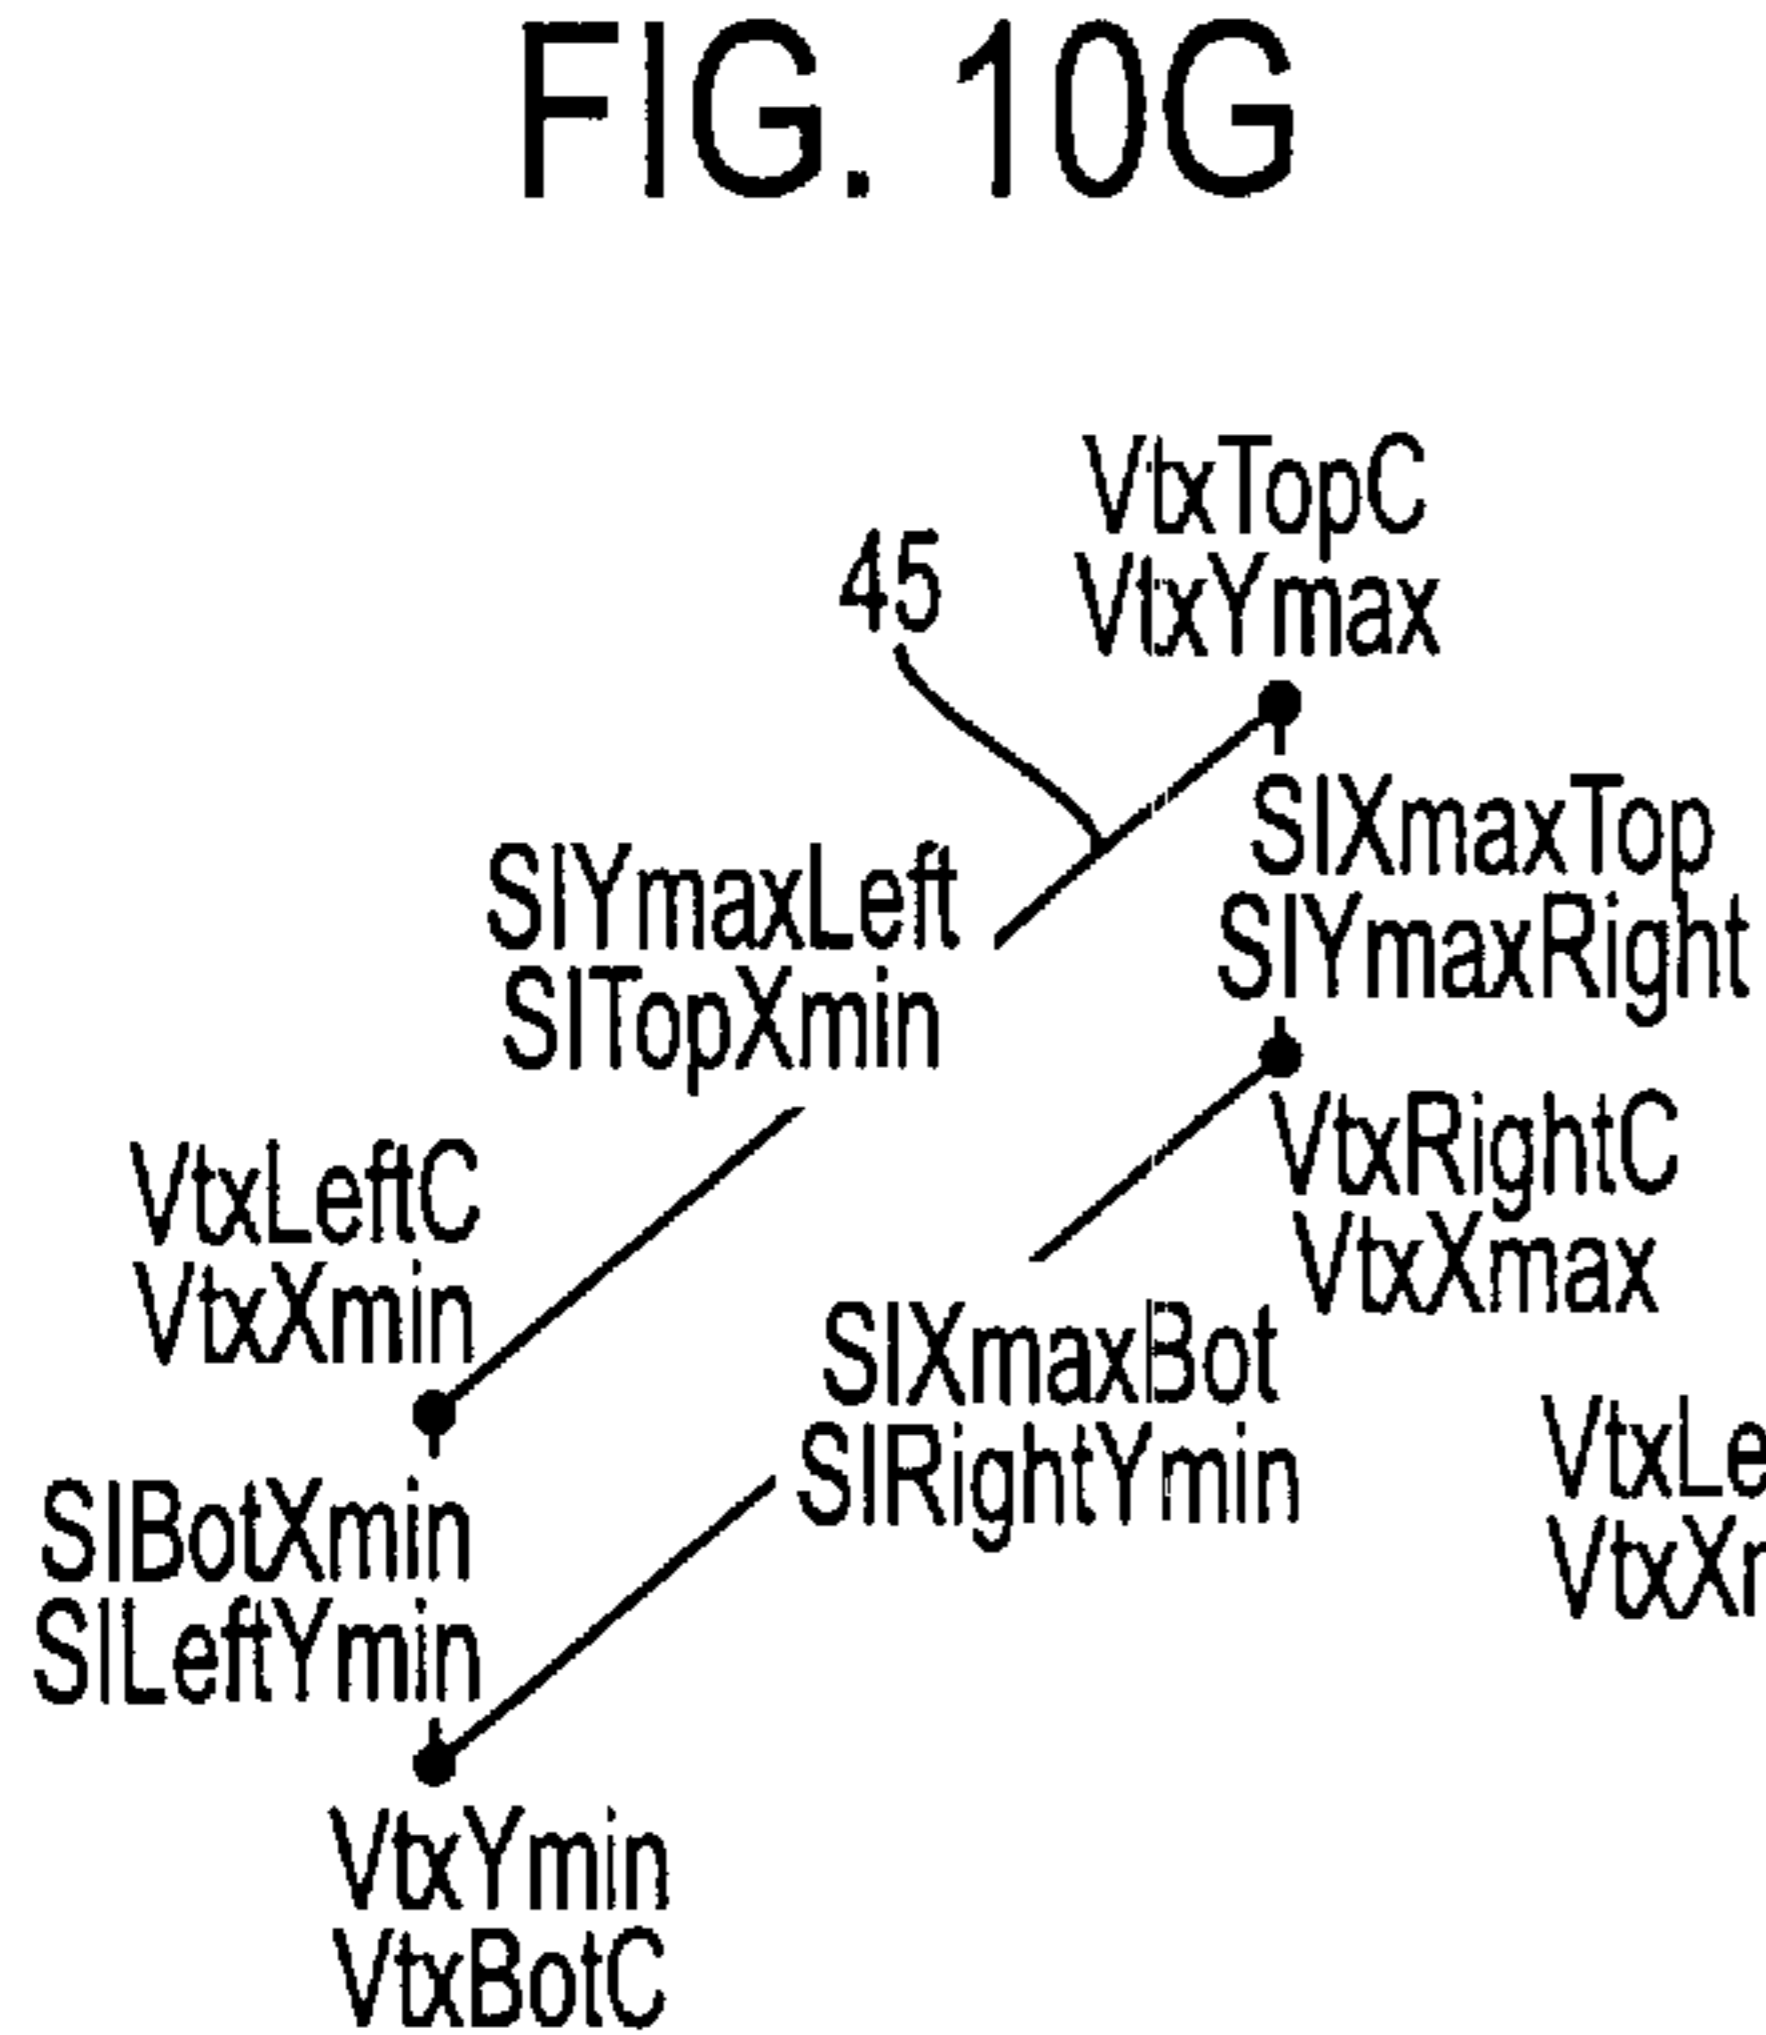 FIG. 10G
VtxTopC
VtxYmax
45
SlXmaxTop
SlYmaxRight
SlYmaxLeft
SlTopXmin
VtxRightC
VtxXmax
VtxLeftC
VtxXmin
SlXmaxBot
SlRightYmin
SlBotXmin
SlLeftYmin
VtxYmin
VtxBotC